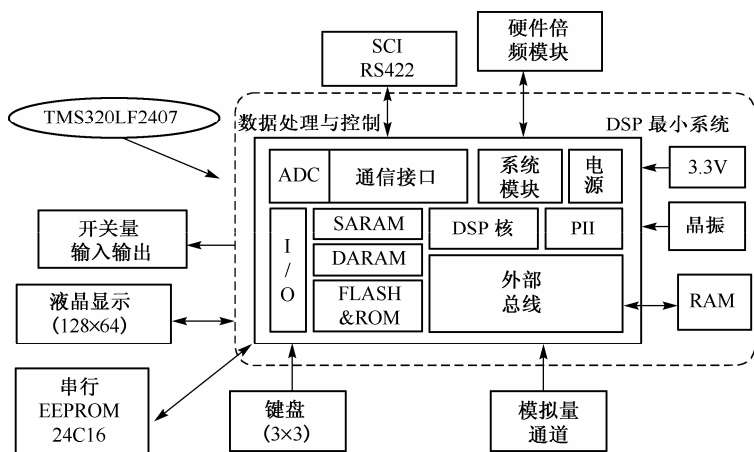 SCI
RS422
硬件倍
频模块
TMS320LF2407
数据处理与控制
DSP 最小系统
ADC
通信接口
系统
模块
电
源
3.3V
开关量
输入输出
I/O
SARAM
DSP 核
PII
晶振
DARAM
FLASH
&ROM
外部
总线
RAM
液晶显示
(128×64)
串行
EEPROM
24C16
键盘
(3×3)
模拟量
通道